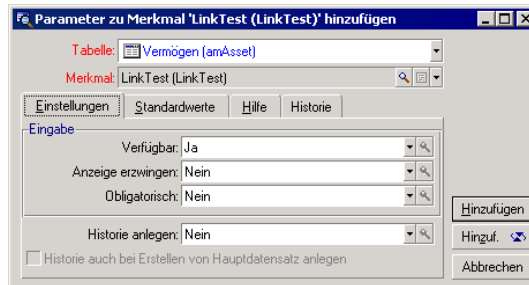 Parameter zu Merkmal 'LinkTest (LinkTest)' hinzufügen
Tabelle: Vermögen (amAsset)
Merkmal: LinkTest (LinkTest)
Einstellungen Standardwerte Hilfe Historie
Eingabe
Verfügbar: Ja
Anzeige erzwingen: Nein
Obligatorisch: Nein
Historie anlegen: Nein
Historie auch bei Erstellen von Hauptdatensatz anlegen
Hinzufügen
Hinzuf.
Abbrechen